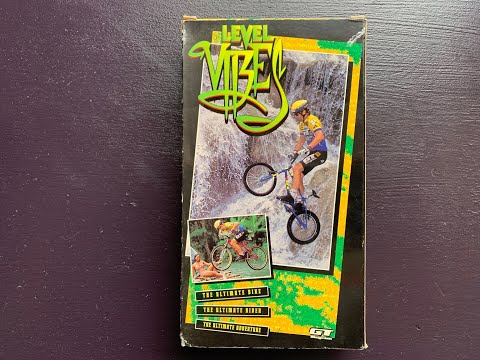 LEVEL
VIBES
THE ULTIMATE BIKE
THE ULTIMATE RIDER
THE ULTIMATE ADVENTURE
GT